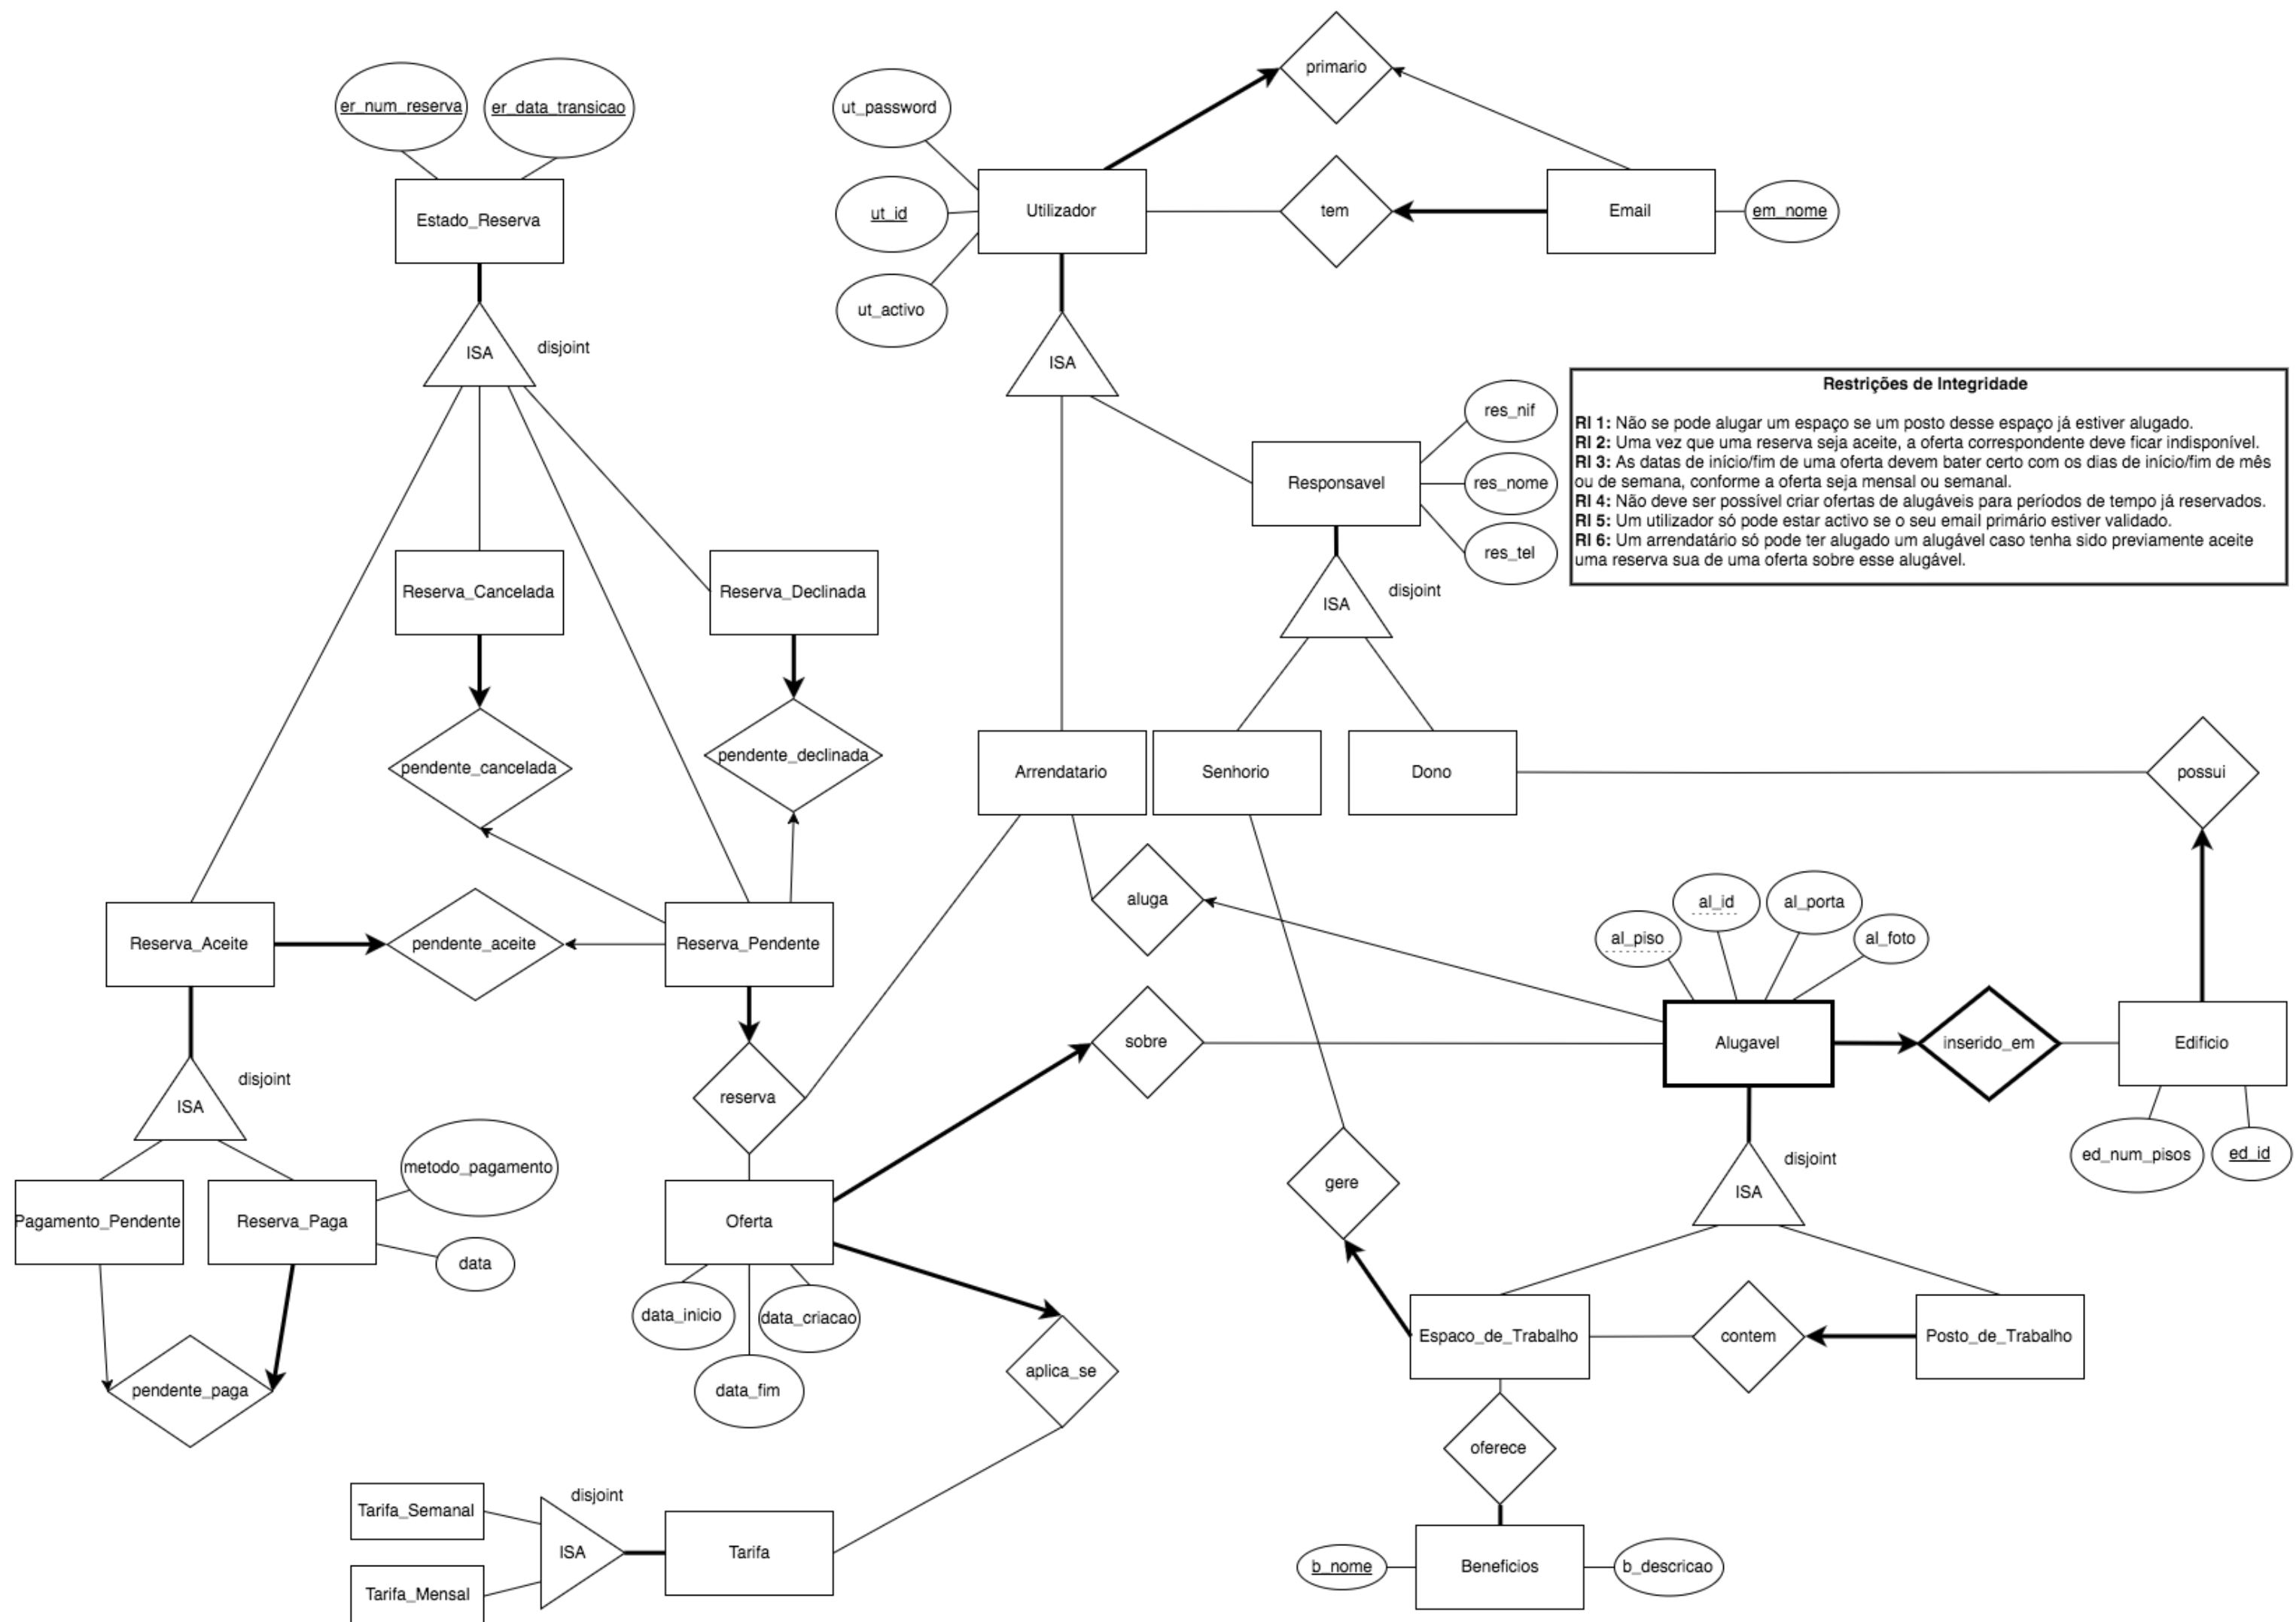 primario
er_num_reserva
er_data_transicao
ut_password
Estado_Reserva
ut_id
Utilizador
tem
Email
em_nome
ut_activo
ISA
disjoint
ISA
Restrições de Integridade
RI 1: Não se pode alugar um espaço se um posto desse espaço já estiver alugado.
RI 2: Uma vez que uma reserva seja aceite, a oferta correspondente deve ficar indisponível.
RI 3: As datas de início/fim de uma oferta devem bater certo com os dias de início/fim de mês
ou de semana, conforme a oferta seja mensal ou semanal.
RI 4: Não deve ser possível criar ofertas de alugáveis para períodos de tempo já reservados.
RI 5: Um utilizador só pode estar activo se o seu email primário estiver validado.
RI 6: Um arrendatário só pode ter alugado um alugável caso tenha sido previamente aceite
uma reserva sua de uma oferta sobre esse alugável.
res_nif
Responsavel
res_nome
res_tel
Reserva_Cancelada
Reserva_Declinada
ISA
disjoint
pendente_cancelada
pendente_declinada
Arrendatario
Senhorio
Dono
possui
aluga
al_piso
al_id
al_porta
al_foto
Reserva_Aceite
pendente_aceite
Reserva_Pendente
sobre
Alugavel
inserido_em
Edificio
ISA
disjoint
reserva
metodo_pagamento
ed_num_pisos
ed_id
disjoint
ISA
gere
Pagamento_Pendente
Reserva_Paga
data
Oferta
data_inicio
data_criacao
data_fim
Espaco_de_Trabalho
contem
Posto_de_Trabalho
pendente_paga
aplica_se
oferece
disjoint
Tarifa_Semanal
ISA
Tarifa
Tarifa_Mensal
b_nome
Beneficios
b_descricao